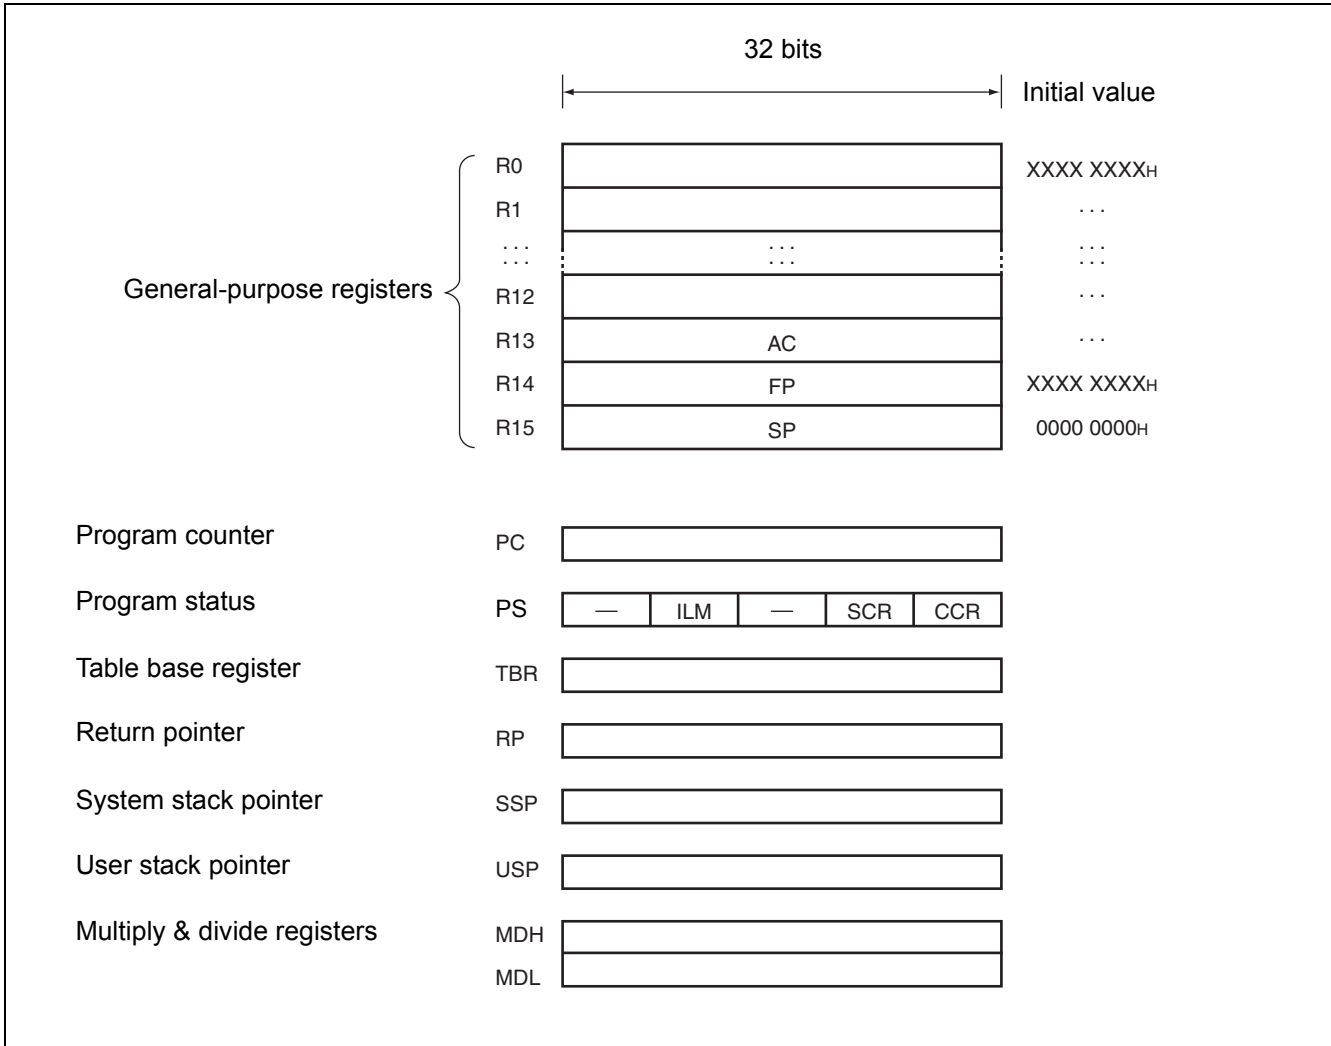 32 bits
Initial value
General-purpose registers
R0 XXXX XXXXH
R1 ...
... ... ...
... ... ...
R12 ...
R13 AC ...
R14 FP XXXX XXXXH
R15 SP 0000 0000H
Program counter PC
Program status PS — ILM — SCR CCR
Table base register TBR
Return pointer RP
System stack pointer SSP
User stack pointer USP
Multiply & divide registers MDH
MDL